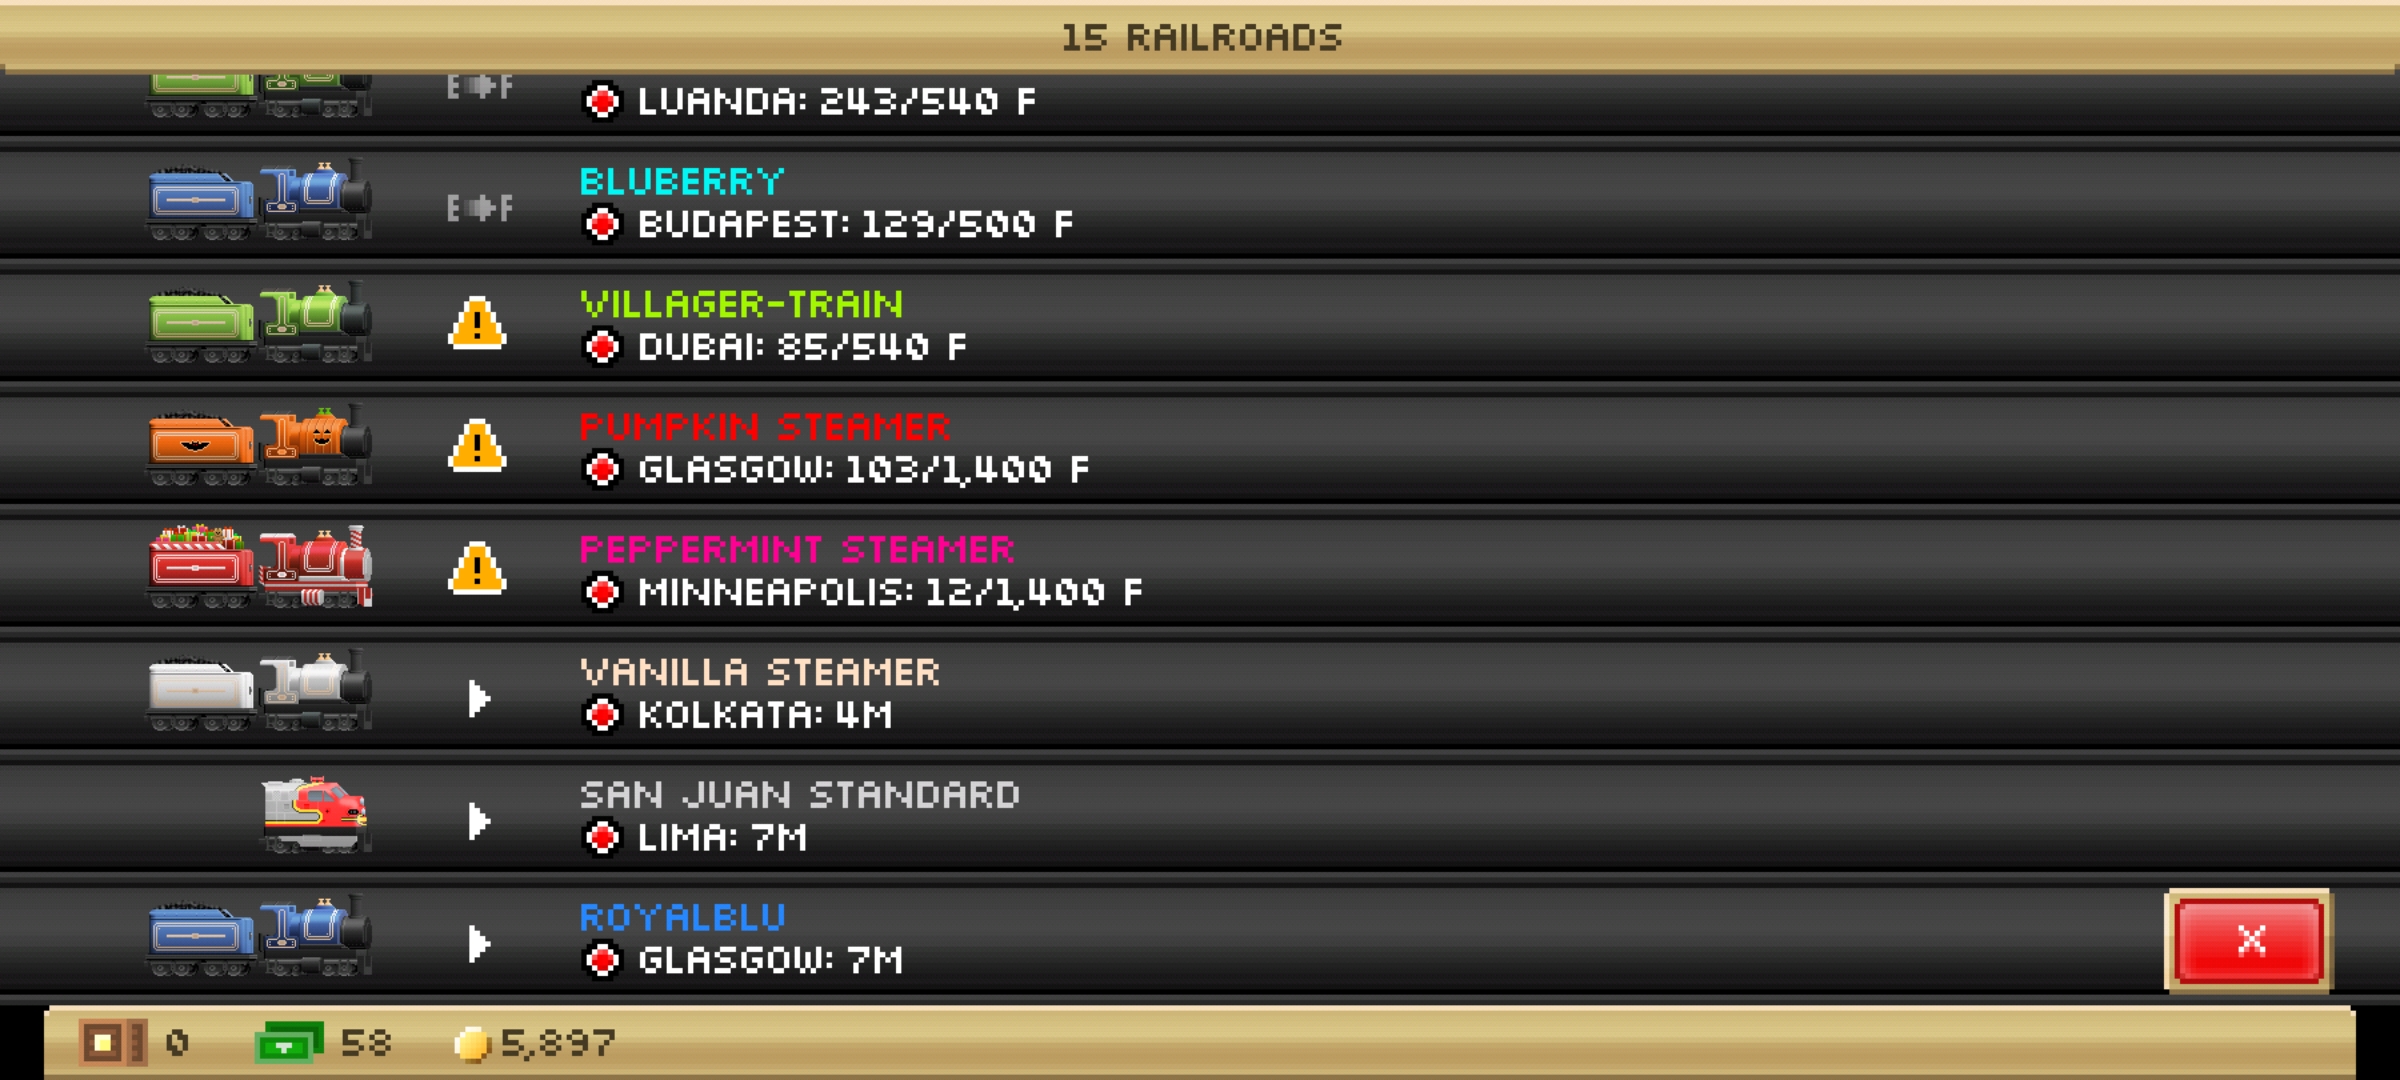 15 RAILROADS
E F
LUANDA: 243/540 F
BLUBERRY
E F
BUDAPEST: 129/500 F
VILLAGER-TRAIN
DUBAI: 85/540 F
PUMPKIN STEAMER
GLASGOW: 103/1,400 F
PEPPERMINT STEAMER
MINNEAPOLIS: 12/1,400 F
VANILLA STEAMER
KOLKATA: 4M
SAN JUAN STANDARD
LIMA: 7M
ROYALBLU
GLASGOW: 7M
X
0 58 5,897